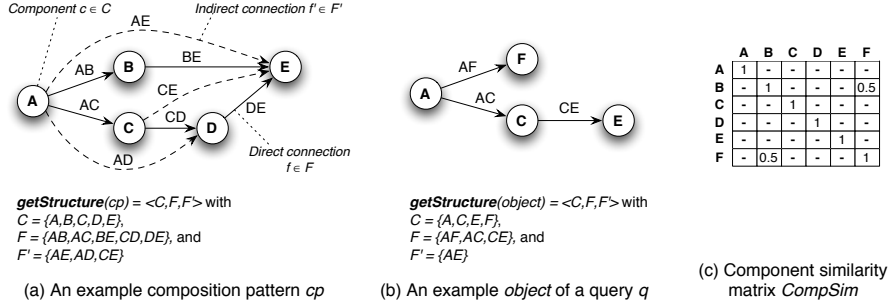 Component c ∈ C
Indirect connection f' ∈ F'
AE
AB
B
BE
E
A
CE
AC
C
CD
D
DE
AD
Direct connection
f ∈ F
getStructure(cp) = <C,F,F'> with
C = {A,B,C,D,E},
F = {AB,AC,BE,CD,DE}, and
F' = {AE,AD,CE}
(a) An example composition pattern cp
AF
F
A
AC
C
CE
E
getStructure(object) = <C,F,F'> with
C = {A,C,E,F},
F = {AF,AC,CE}, and
F' = {AE}
(b) An example object of a query q
A B C D E F
A 1 - - - - -
B - 1 - - - 0.5
C - - 1 - - -
D - - - 1 - -
E - - - - 1 -
F - 0.5 - - - 1
(c) Component similarity
matrix CompSim